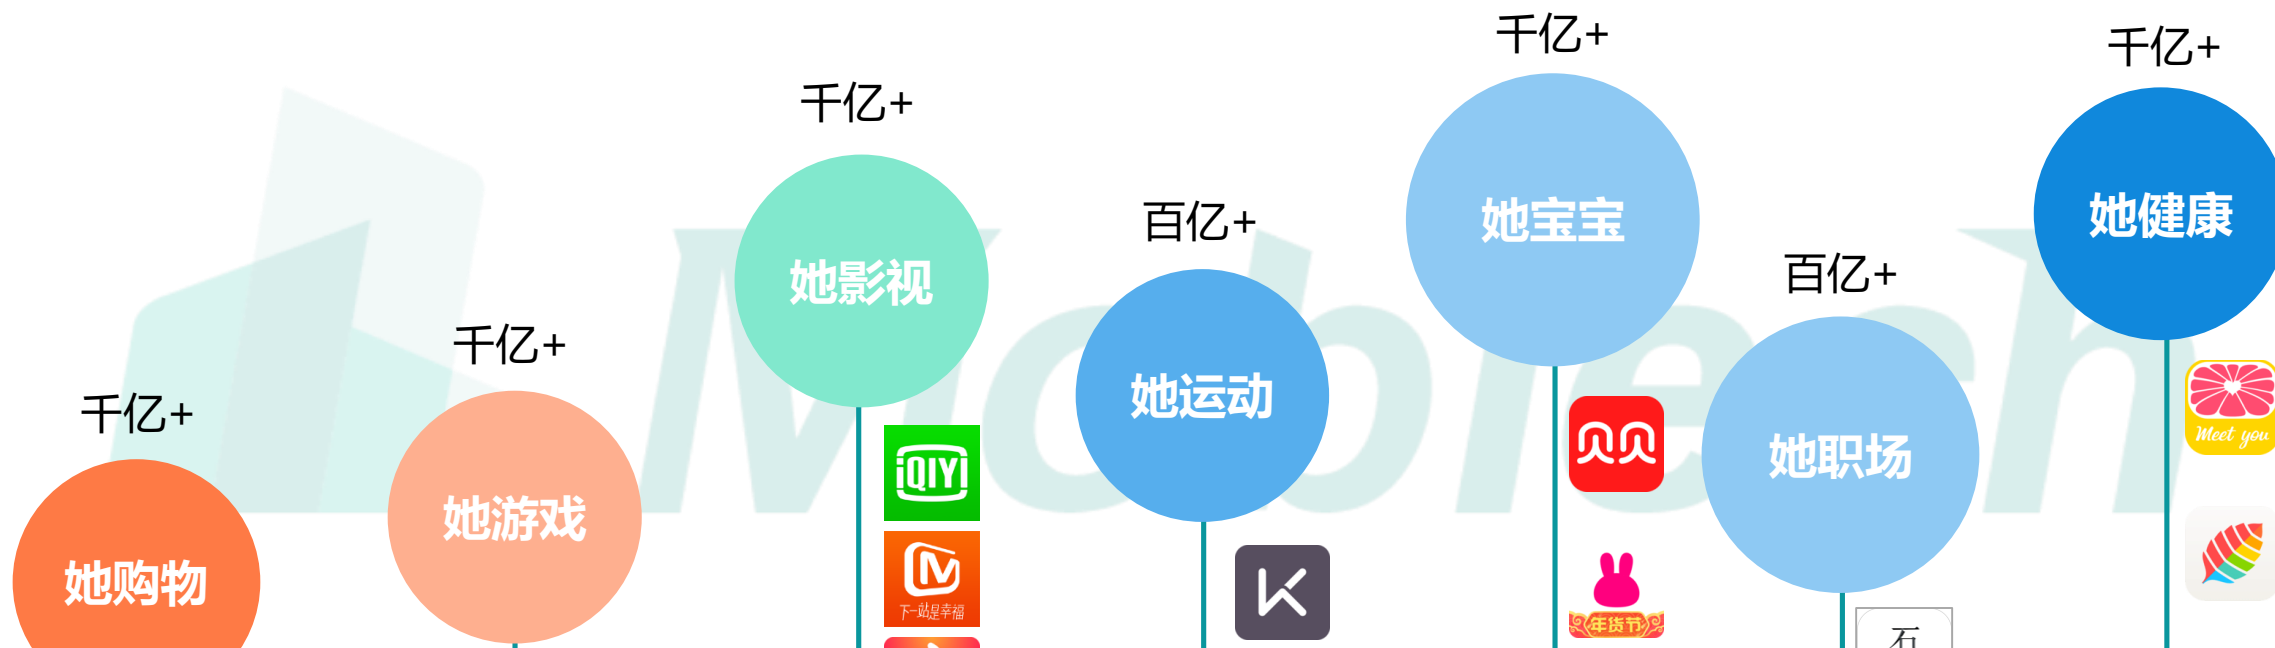 千亿+
她购物
千亿+
她游戏
千亿+
她影视
iQIYI
下一站是幸福
百亿+
她运动
千亿+
她宝宝
贝贝
年货节
百亿+
她职场
石
千亿+
她健康
Meet you
MobTech